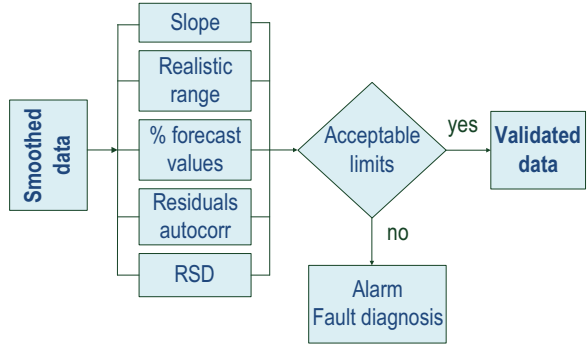 Smoothed
data
Slope
Realistic
range
% forecast
values
Residuals
autocorr
RSD
Acceptable
limits
yes
Validated
data
no
Alarm
Fault diagnosis